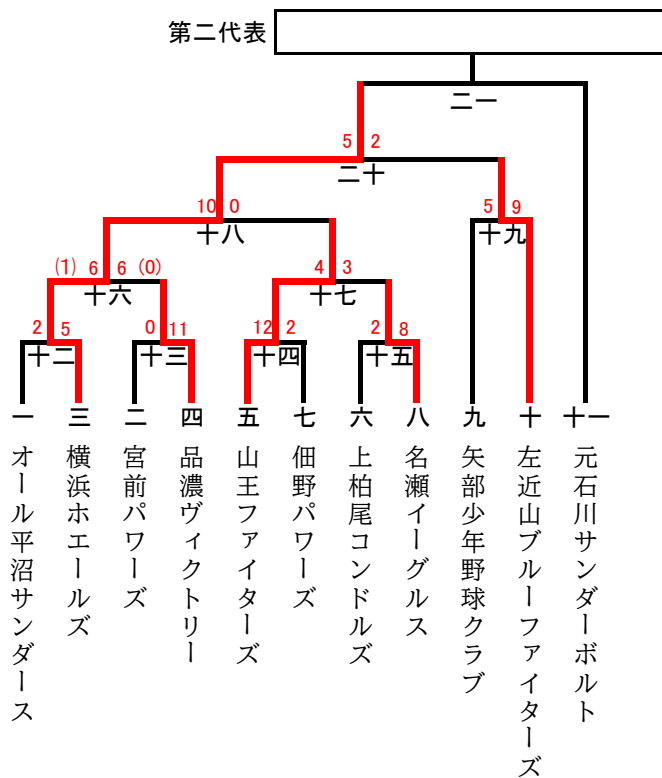 第二代表
二一
5 2
二十
10 0
十八
5 9
十九
(1) 6 6 (0)
十六
4 3
十七
2 5
十二
0 11
十三
12 2
十四
2 8
十五
一 三 二 四 五 七 六 八 九 十 十一
オール平沼サンダース
横浜ホエールズ
宮前パワーズ
品濃ヴィクトリー
山王ファイターズ
佃野パワーズ
上柏尾コンドルズ
名瀬イーグルス
矢部少年野球クラブ
左近山ブルーファイターズ
元石川サンダーボルト